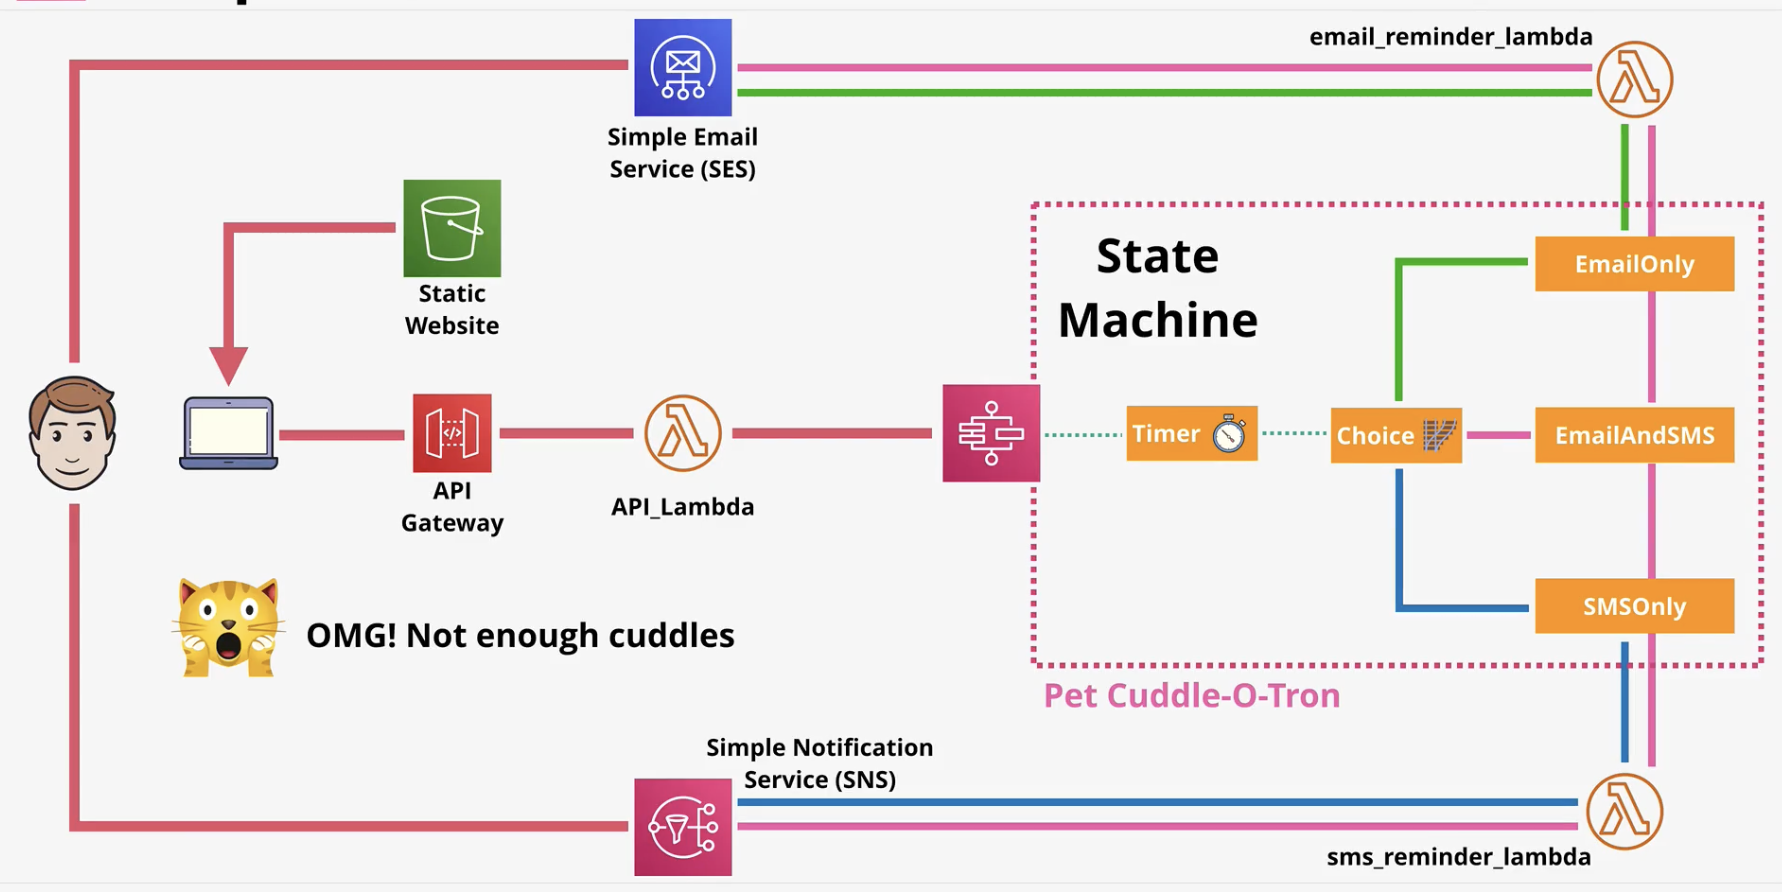 email_reminder_lambda
Simple Email
Service (SES)
Static
Website
State
Machine
EmailOnly
Timer
Choice
EmailAndSMS
API
Gateway
API_Lambda
SMSOnly
OMG! Not enough cuddles
Pet Cuddle-O-Tron
Simple Notification
Service (SNS)
sms_reminder_lambda